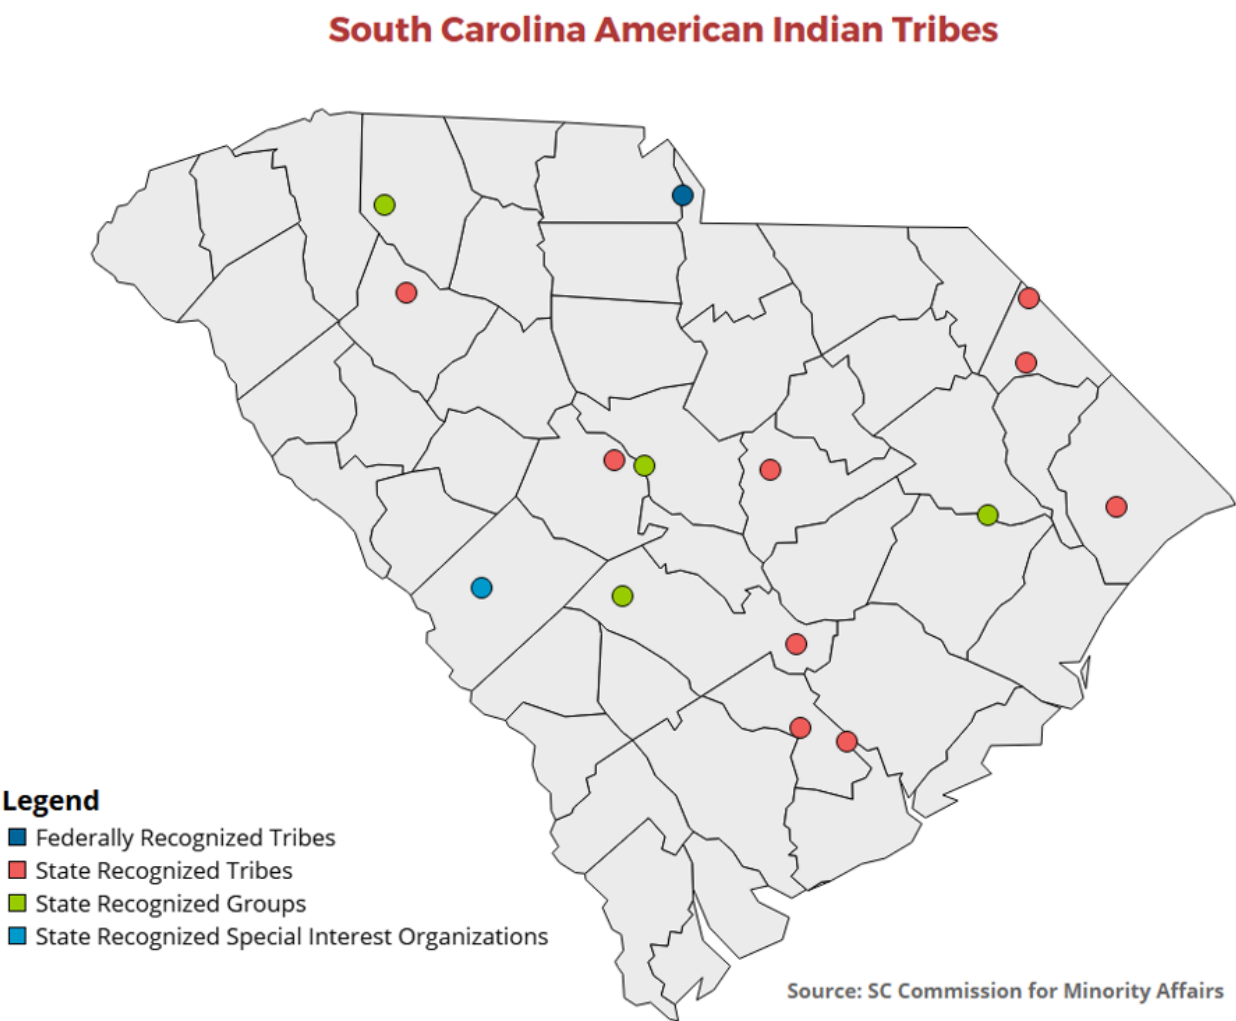 South Carolina American Indian Tribes
Legend
Federally Recognized Tribes
State Recognized Tribes
State Recognized Groups
State Recognized Special Interest Organizations
Source: SC Commission for Minority Affairs